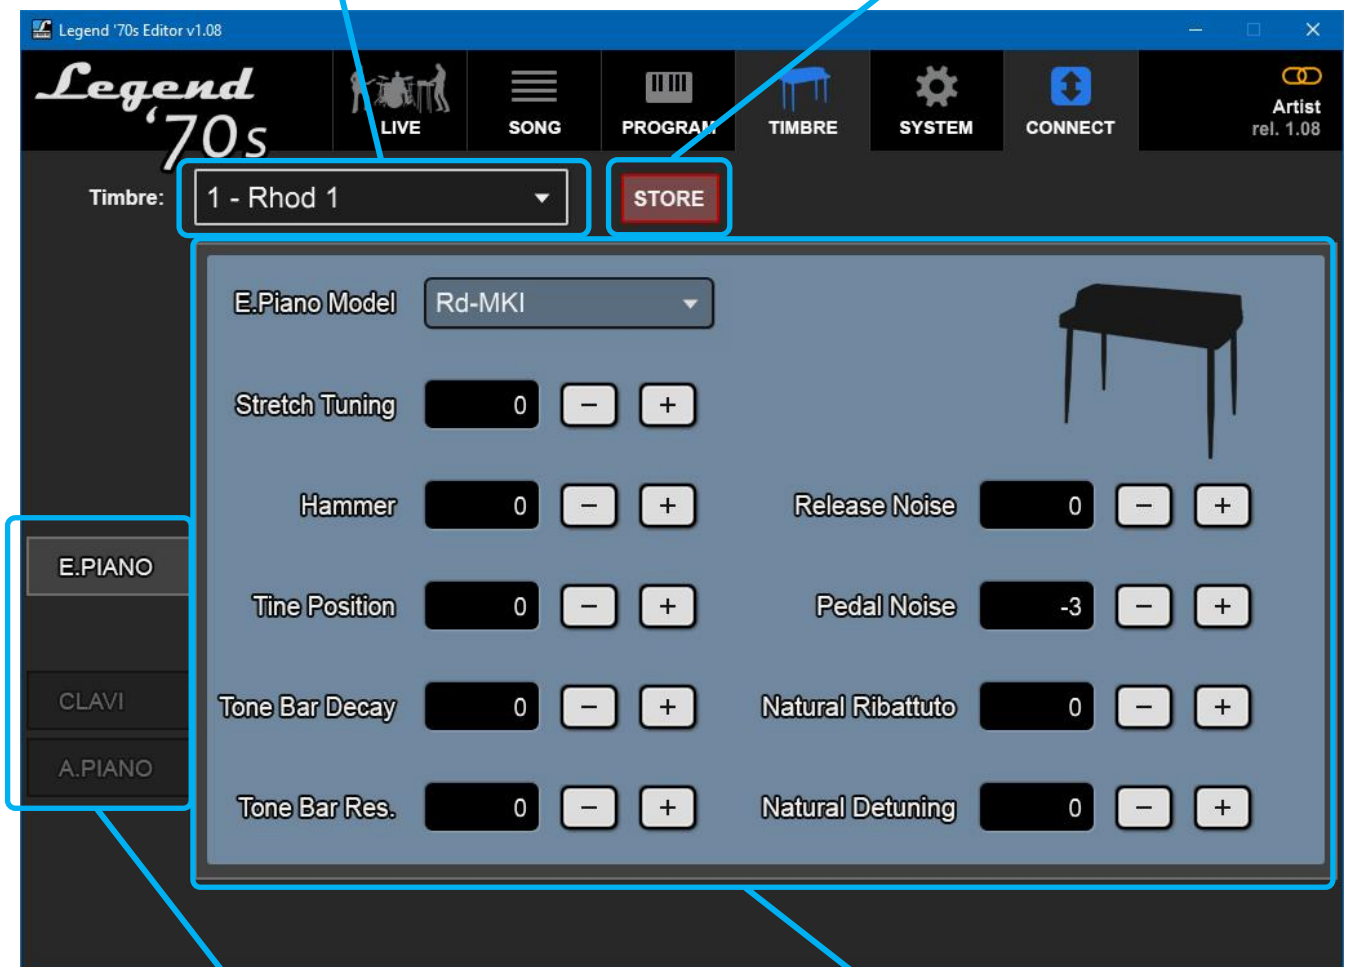 Legend '70s Editor v1.08
Legend
'70s
LIVE
SONG
PROGRAM
TIMBRE
SYSTEM
CONNECT
Artist
rel. 1.08
Timbre:
1 - Rhod 1
STORE
E.Piano Model
Rd-MKI
Stretch Tuning
0
-
+
Hammer
0
-
+
Release Noise
0
-
+
E.PIANO
Tine Position
0
-
+
Pedal Noise
-3
-
+
CLAVI
Tone Bar Decay
0
-
+
Natural Ribattuto
0
-
+
A.PIANO
Tone Bar Res.
0
-
+
Natural Detuning
0
-
+